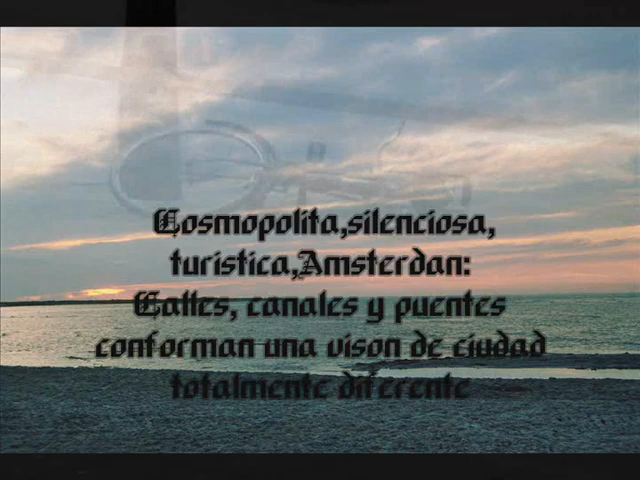 Cosmopolita,silenciosa,
turistica,Amsterdan:
Calles, canales y puentes
conforman una vison de ciudad
totalmente diferente